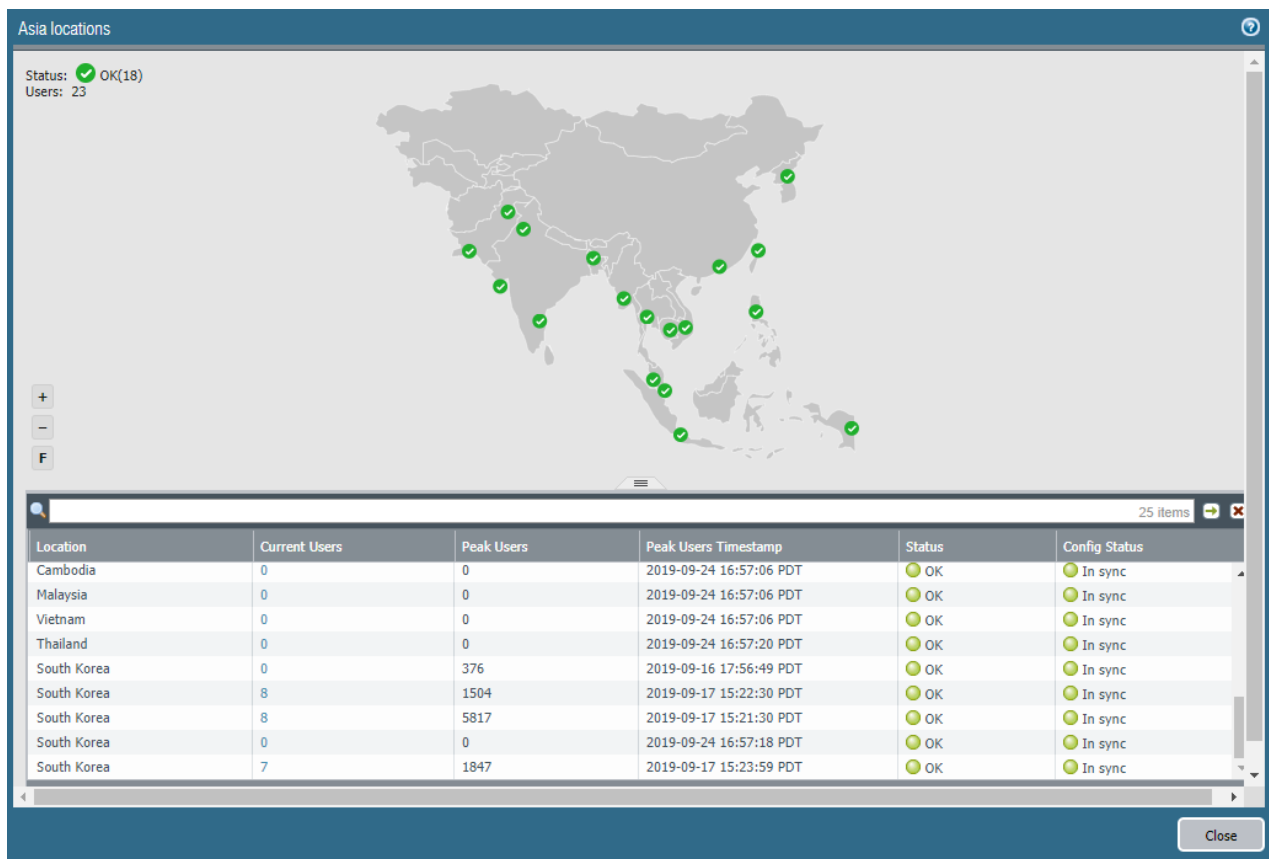 Asia locations
Status: OK(18)
Users: 23
+
−
F
25 items
Location Current Users Peak Users Peak Users Timestamp Status Config Status
Cambodia 0 0 2019-09-24 16:57:06 PDT OK In sync
Malaysia 0 0 2019-09-24 16:57:06 PDT OK In sync
Vietnam 0 0 2019-09-24 16:57:06 PDT OK In sync
Thailand 0 0 2019-09-24 16:57:20 PDT OK In sync
South Korea 0 376 2019-09-16 17:56:49 PDT OK In sync
South Korea 8 1504 2019-09-17 15:22:30 PDT OK In sync
South Korea 8 5817 2019-09-17 15:21:30 PDT OK In sync
South Korea 0 0 2019-09-24 16:57:18 PDT OK In sync
South Korea 7 1847 2019-09-17 15:23:59 PDT OK In sync
Close